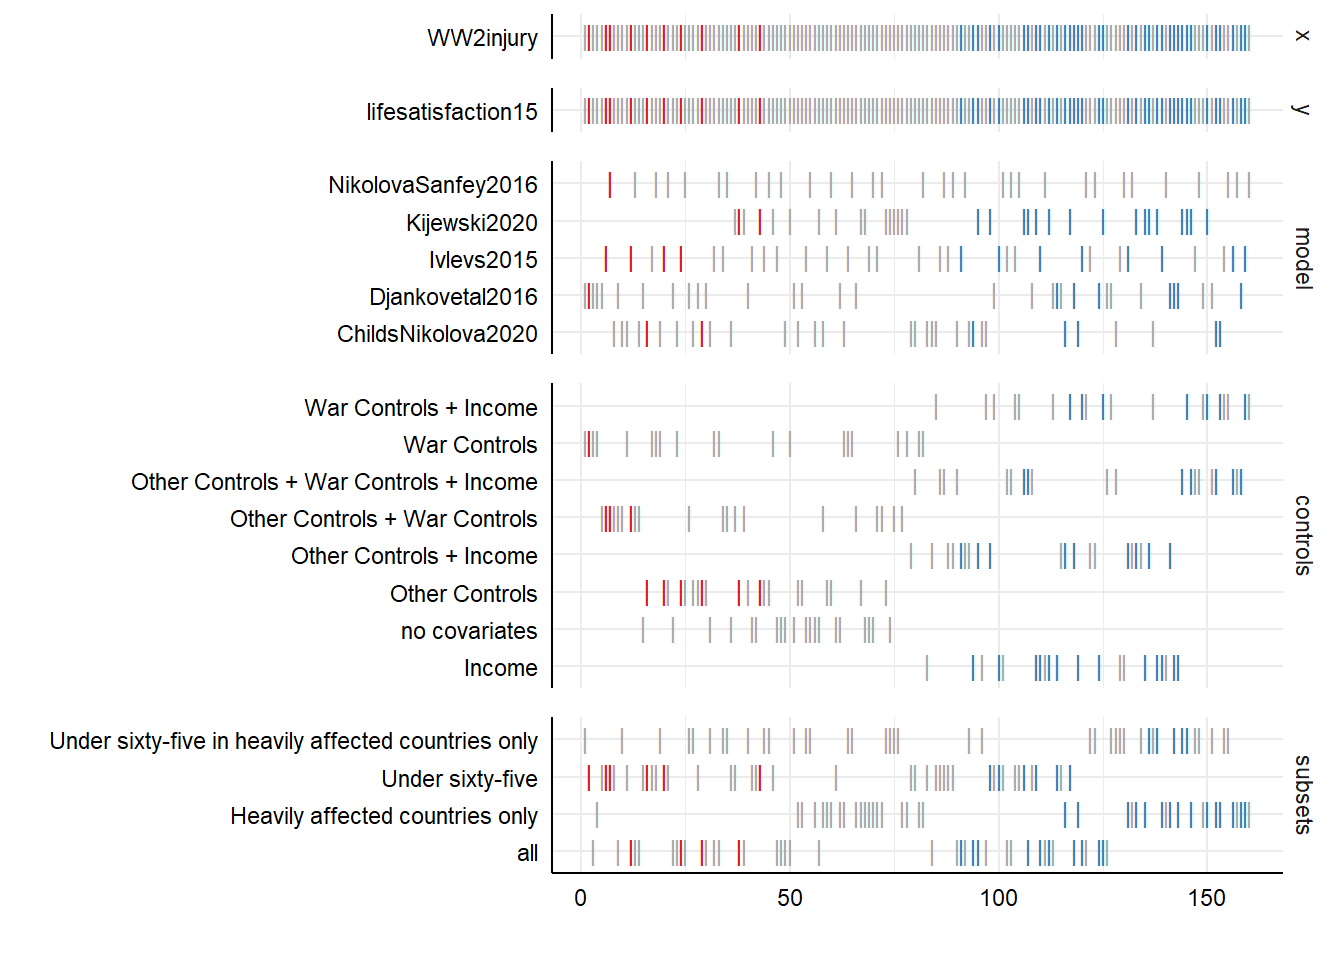 WW2injury
x
lifesatisfaction15
y
NikolovaSanfey2016
Kijewski2020
Ivlevs2015
Djankovetal2016
ChildsNikolova2020
model
War Controls + Income
War Controls
Other Controls + War Controls + Income
Other Controls + War Controls
Other Controls + Income
Other Controls
no covariates
Income
controls
Under sixty-five in heavily affected countries only
Under sixty-five
Heavily affected countries only
all
subsets
0 50 100 150